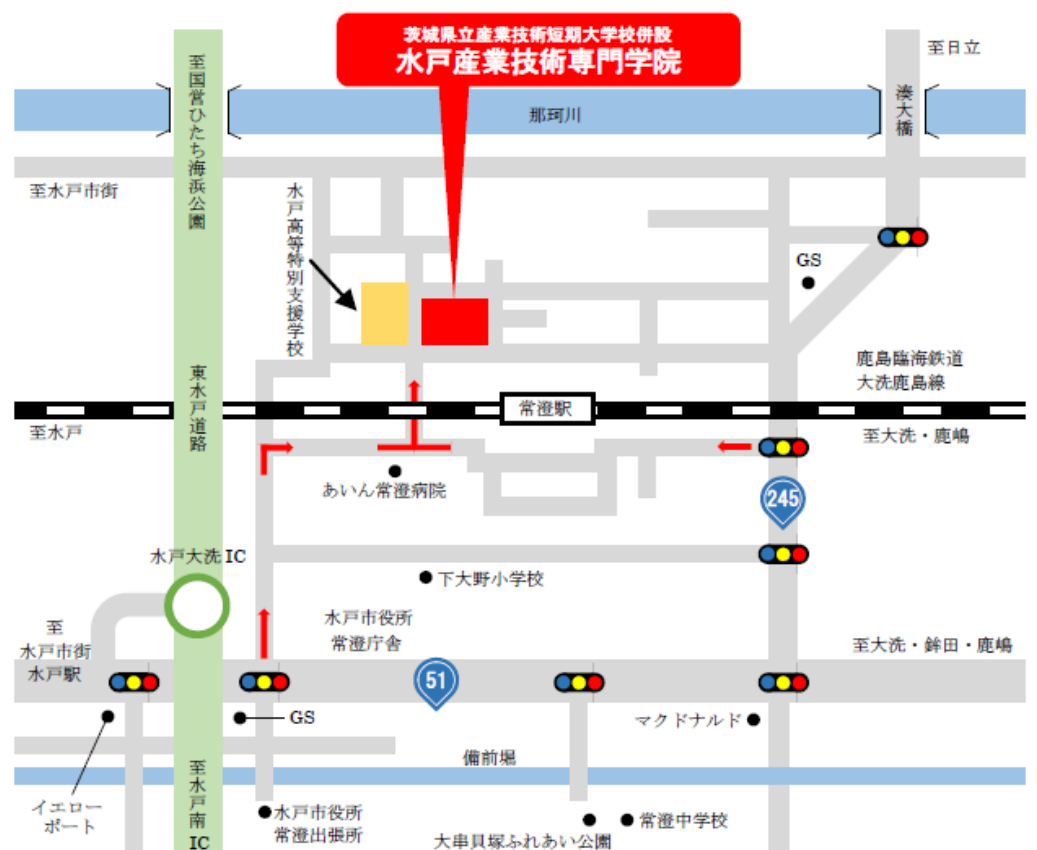 茨城県立産業技術短期大学校併設
水戸産業技術専門学院
至日立
至国営ひたち海浜公園
那珂川
湊大橋
至水戸市街
水戸高等特別支援学校
GS
鹿島臨海鉄道
大洗鹿島線
東水戸道路
常澄駅
至水戸
至大洗・鹿嶋
あいん常澄病院
245
水戸大洗IC
下大野小学校
水戸市役所
常澄庁舎
至
水戸市街
水戸駅
至大洗・鉾田・鹿嶋
51
GS
マクドナルド
備前堀
至水戸南IC
イエロー
ポート
水戸市役所
常澄出張所
常澄中学校
大串貝塚ふれあい公園